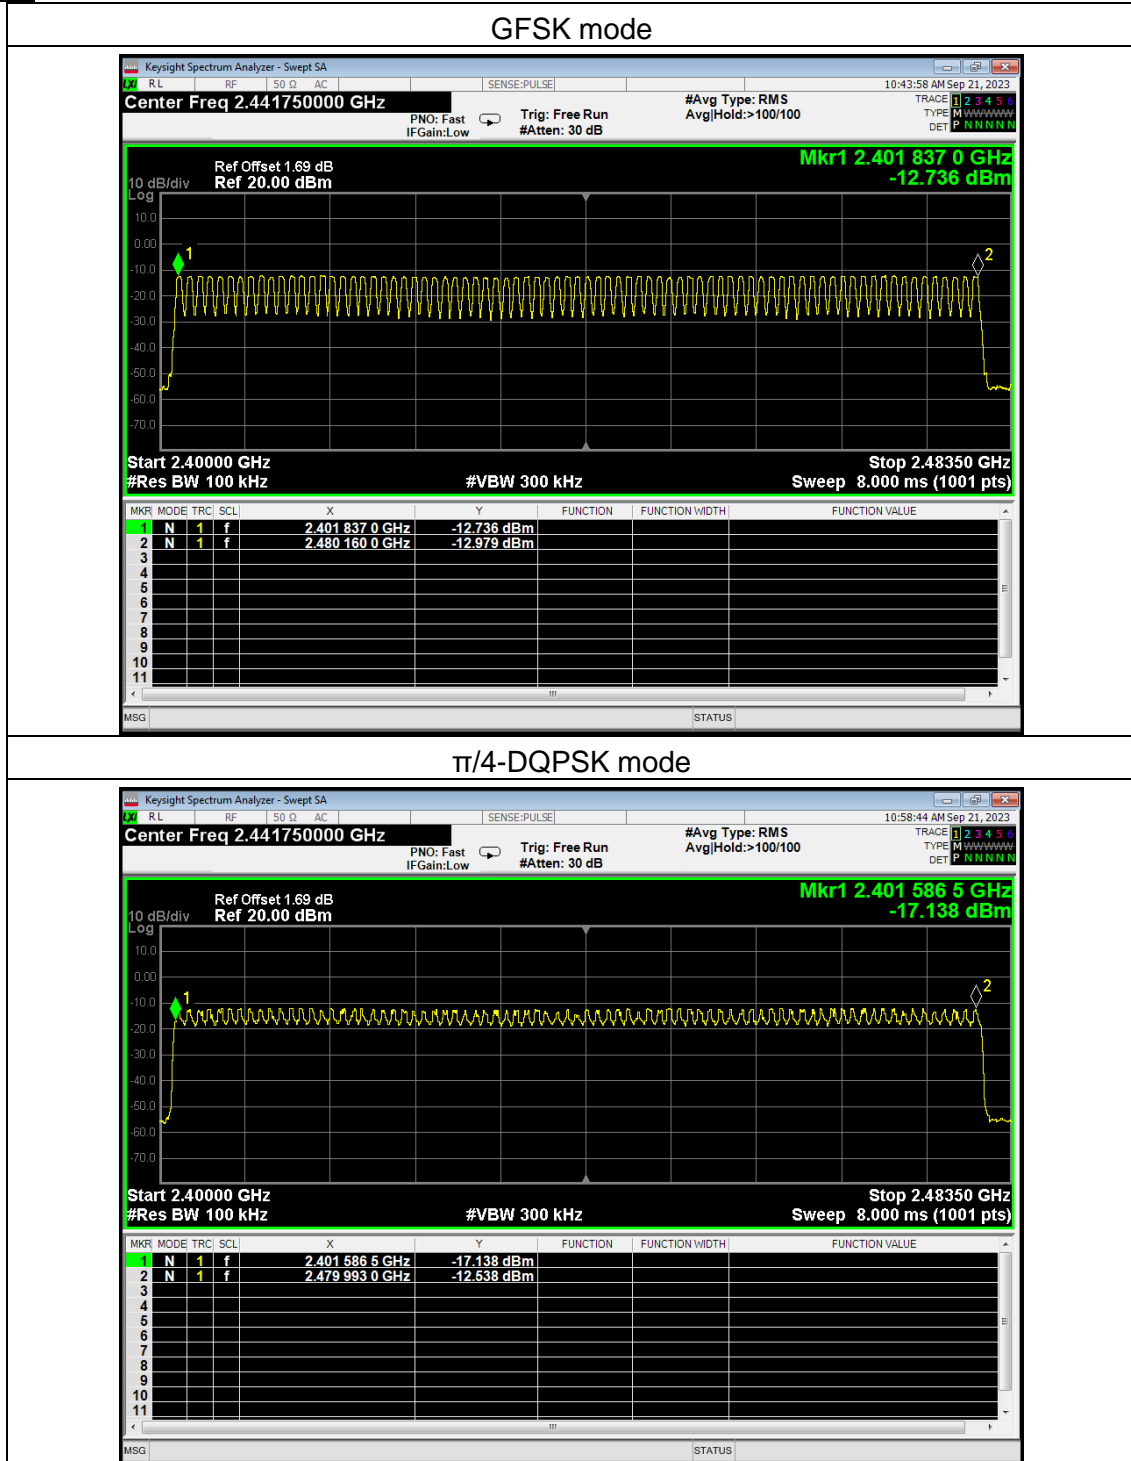 GFSK mode
Keysight Spectrum Analyzer - Swept SA
LXI RL RF 50 Ω AC SENSE:PULSE 10:43:58 AM Sep 21, 2023
Center Freq 2.441750000 GHz #Avg Type: RMS TRACE 1 2 3 4 5 6
PNO: Fast Trig: Free Run Avg|Hold:>100/100 TYPE M WWWWW
IFGain:Low #Atten: 30 dB DET P N N N N N
Mkr1 2.401 837 0 GHz
Ref Offset 1.69 dB
10 dB/div Ref 20.00 dBm -12.736 dBm
Log
10.0
0.00
1 2
-10.0
-20.0
-30.0
-40.0
-50.0
-60.0
-70.0
Start 2.40000 GHz Stop 2.48350 GHz
#Res BW 100 kHz #VBW 300 kHz Sweep 8.000 ms (1001 pts)
MKR MODE TRC SCL X Y FUNCTION FUNCTION WIDTH FUNCTION VALUE
1 N 1 f 2.401 837 0 GHz -12.736 dBm
2 N 1 f 2.480 160 0 GHz -12.979 dBm
3
4
5
6
7
8
9
10
11
MSG STATUS
π/4-DQPSK mode
Keysight Spectrum Analyzer - Swept SA
LXI RL RF 50 Ω AC SENSE:PULSE 10:58:44 AM Sep 21, 2023
Center Freq 2.441750000 GHz #Avg Type: RMS TRACE 1 2 3 4 5 6
PNO: Fast Trig: Free Run Avg|Hold:>100/100 TYPE M WWWWW
IFGain:Low #Atten: 30 dB DET P N N N N N
Mkr1 2.401 586 5 GHz
Ref Offset 1.69 dB
10 dB/div Ref 20.00 dBm -17.138 dBm
Log
10.0
0.00
1 2
-10.0
-20.0
-30.0
-40.0
-50.0
-60.0
-70.0
Start 2.40000 GHz Stop 2.48350 GHz
#Res BW 100 kHz #VBW 300 kHz Sweep 8.000 ms (1001 pts)
MKR MODE TRC SCL X Y FUNCTION FUNCTION WIDTH FUNCTION VALUE
1 N 1 f 2.401 586 5 GHz -17.138 dBm
2 N 1 f 2.479 993 0 GHz -12.538 dBm
3
4
5
6
7
8
9
10
11
MSG STATUS